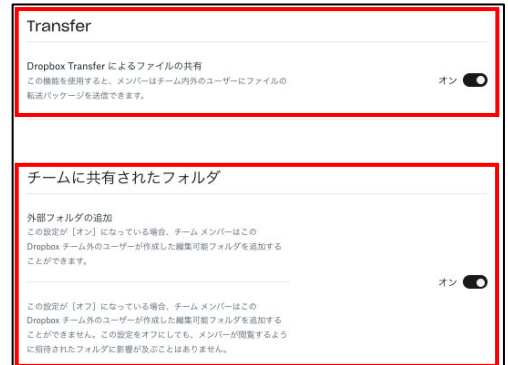 Transfer
Dropbox Transfer によるファイルの共有
この機能を使用すると、メンバーはチーム内外のユーザーにファイルの
転送パッケージを送信できます。
オン
チームに共有されたフォルダ
外部フォルダの追加
この設定が［オン］になっている場合、チーム メンバーはこの
Dropbox チーム外のユーザーが作成した編集可能フォルダを追加する
ことができます。
オン
この設定が［オフ］になっている場合、チーム メンバーはこの
Dropbox チーム外のユーザーが作成した編集可能フォルダを追加する
ことができません。この設定をオフにしても、メンバーが閲覧するよう
に招待されたフォルダに影響が及ぶことはありません。